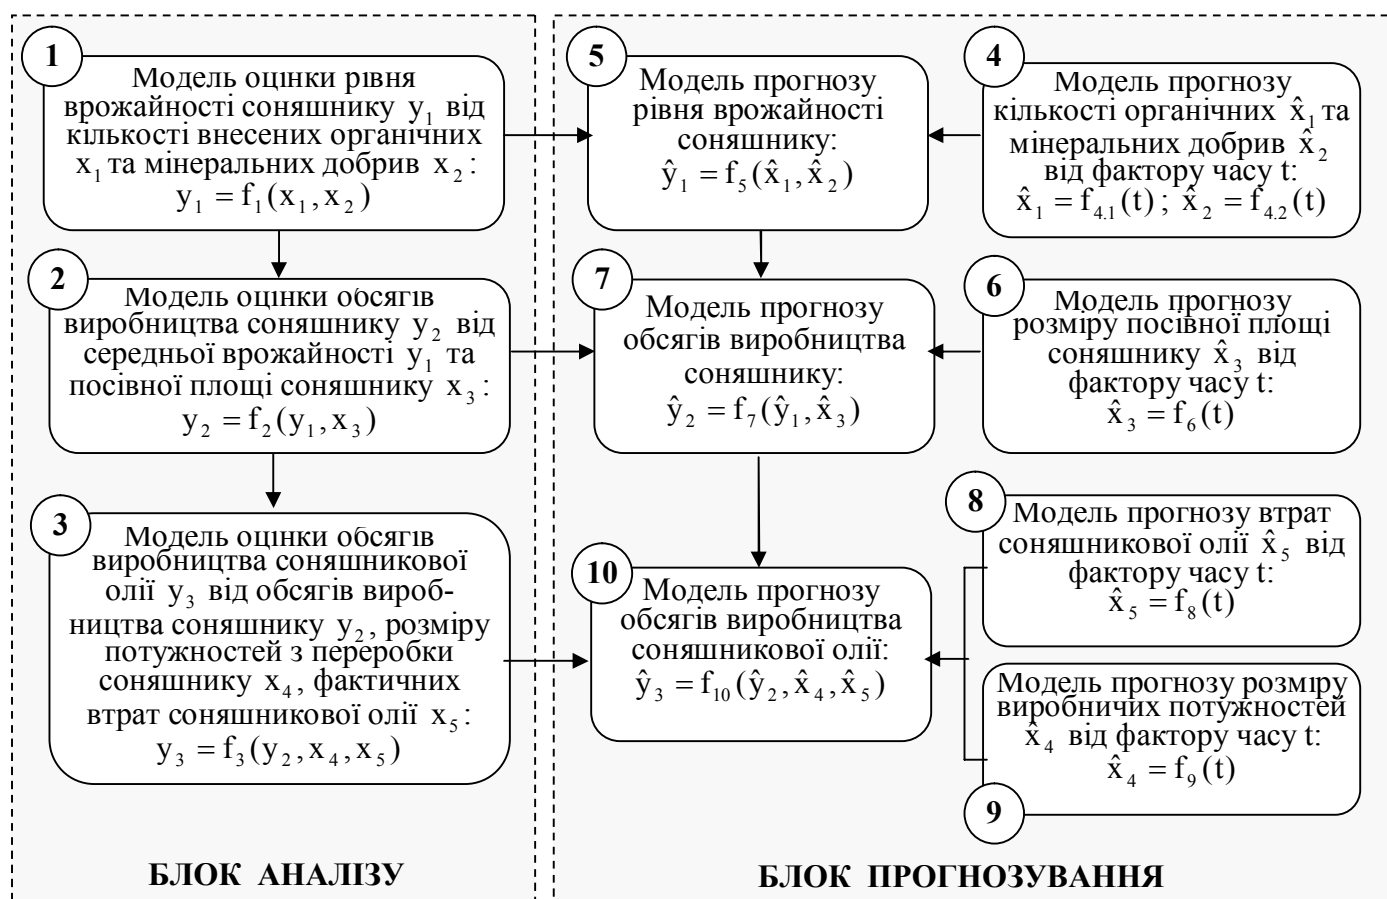 1
Модель оцінки рівня
врожайності соняшнику y₁ від
кількості внесених органічних
x₁ та мінеральних добрив x₂:
y₁ = f₁(x₁, x₂)
2
Модель оцінки обсягів
виробництва соняшнику y₂ від
середньої врожайності y₁ та
посівної площі соняшнику x₃:
y₂ = f₂(y₁, x₃)
3
Модель оцінки обсягів
виробництва соняшникової
олії y₃ від обсягів вироб-
ництва соняшнику y₂, розміру
потужностей з переробки
соняшнику x₄, фактичних
втрат соняшникової олії x₅:
y₃ = f₃(y₂, x₄, x₅)
БЛОК АНАЛІЗУ
5
Модель прогнозу
рівня врожайності
соняшнику:
ŷ₁ = f₅(x̂₁, x̂₂)
4
Модель прогнозу
кількості органічних x̂₁ та
мінеральних добрив x̂₂
від фактору часу t:
x̂₁ = f₄.₁(t); x̂₂ = f₄.₂(t)
7
Модель прогнозу
обсягів виробництва
соняшнику:
ŷ₂ = f₇(ŷ₁, x̂₃)
6
Модель прогнозу
розміру посівної площі
соняшнику x̂₃ від
фактору часу t:
x̂₃ = f₆(t)
8
Модель прогнозу втрат
соняшникової олії x̂₅ від
фактору часу t:
x̂₅ = f₈(t)
10
Модель прогнозу
обсягів виробництва
соняшникової олії:
ŷ₃ = f₁₀(ŷ₂, x̂₄, x̂₅)
Модель прогнозу розміру
виробничих потужностей
x̂₄ від фактору часу t:
x̂₄ = f₉(t)
9
БЛОК ПРОГНОЗУВАННЯ